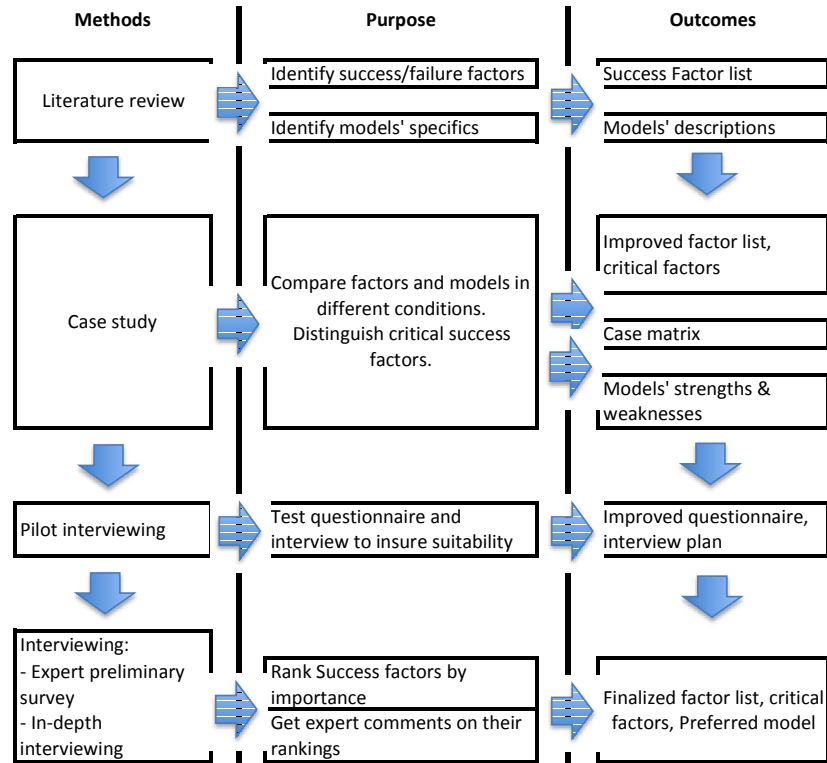 Methods
Purpose
Outcomes
Literature review
Identify success/failure factors
Identify models' specifics
Success Factor list
Models' descriptions
Case study
Compare factors and models in
different conditions.
Distinguish critical success
factors.
Improved factor list,
critical factors
Case matrix
Models' strengths &
weaknesses
Pilot interviewing
Test questionnaire and
interview to insure suitability
Improved questionnaire,
interview plan
Interviewing:
- Expert preliminary
survey
- In-depth
interviewing
Rank Success factors by
importance
Get expert comments on their
rankings
Finalized factor list, critical
factors, Preferred model